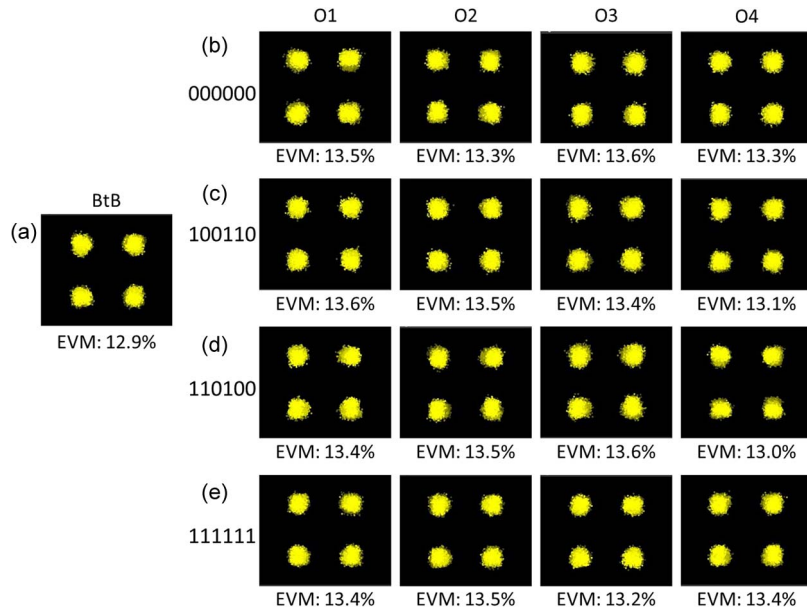 O1 O2 O3 O4
(b)
000000
EVM: 13.5% EVM: 13.3% EVM: 13.6% EVM: 13.3%
(a)
BtB
EVM: 12.9%
(c)
100110
EVM: 13.6% EVM: 13.5% EVM: 13.4% EVM: 13.1%
(d)
110100
EVM: 13.4% EVM: 13.5% EVM: 13.6% EVM: 13.0%
(e)
111111
EVM: 13.4% EVM: 13.5% EVM: 13.2% EVM: 13.4%